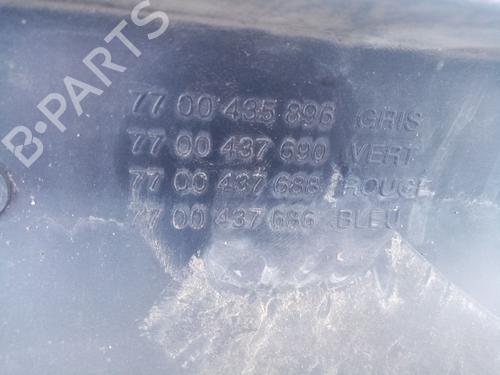 B-PARTS
77 00 435 896 GRIS
77 00 437 690 VERT
77 00 437 688 ROUGE
77 00 437 686 BLEU